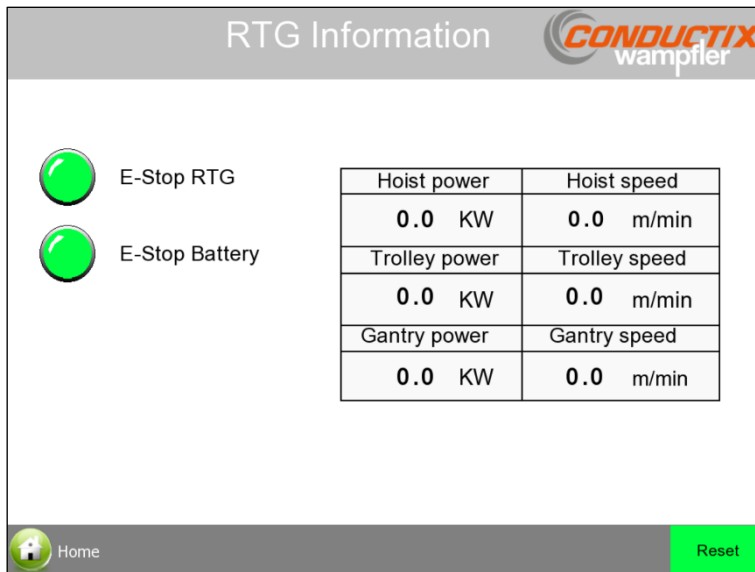 RTG Information
CONDUCTIX
wampfler
E-Stop RTG
E-Stop Battery
Hoist power Hoist speed
0.0 KW 0.0 m/min
Trolley power Trolley speed
0.0 KW 0.0 m/min
Gantry power Gantry speed
0.0 KW 0.0 m/min
Home
Reset